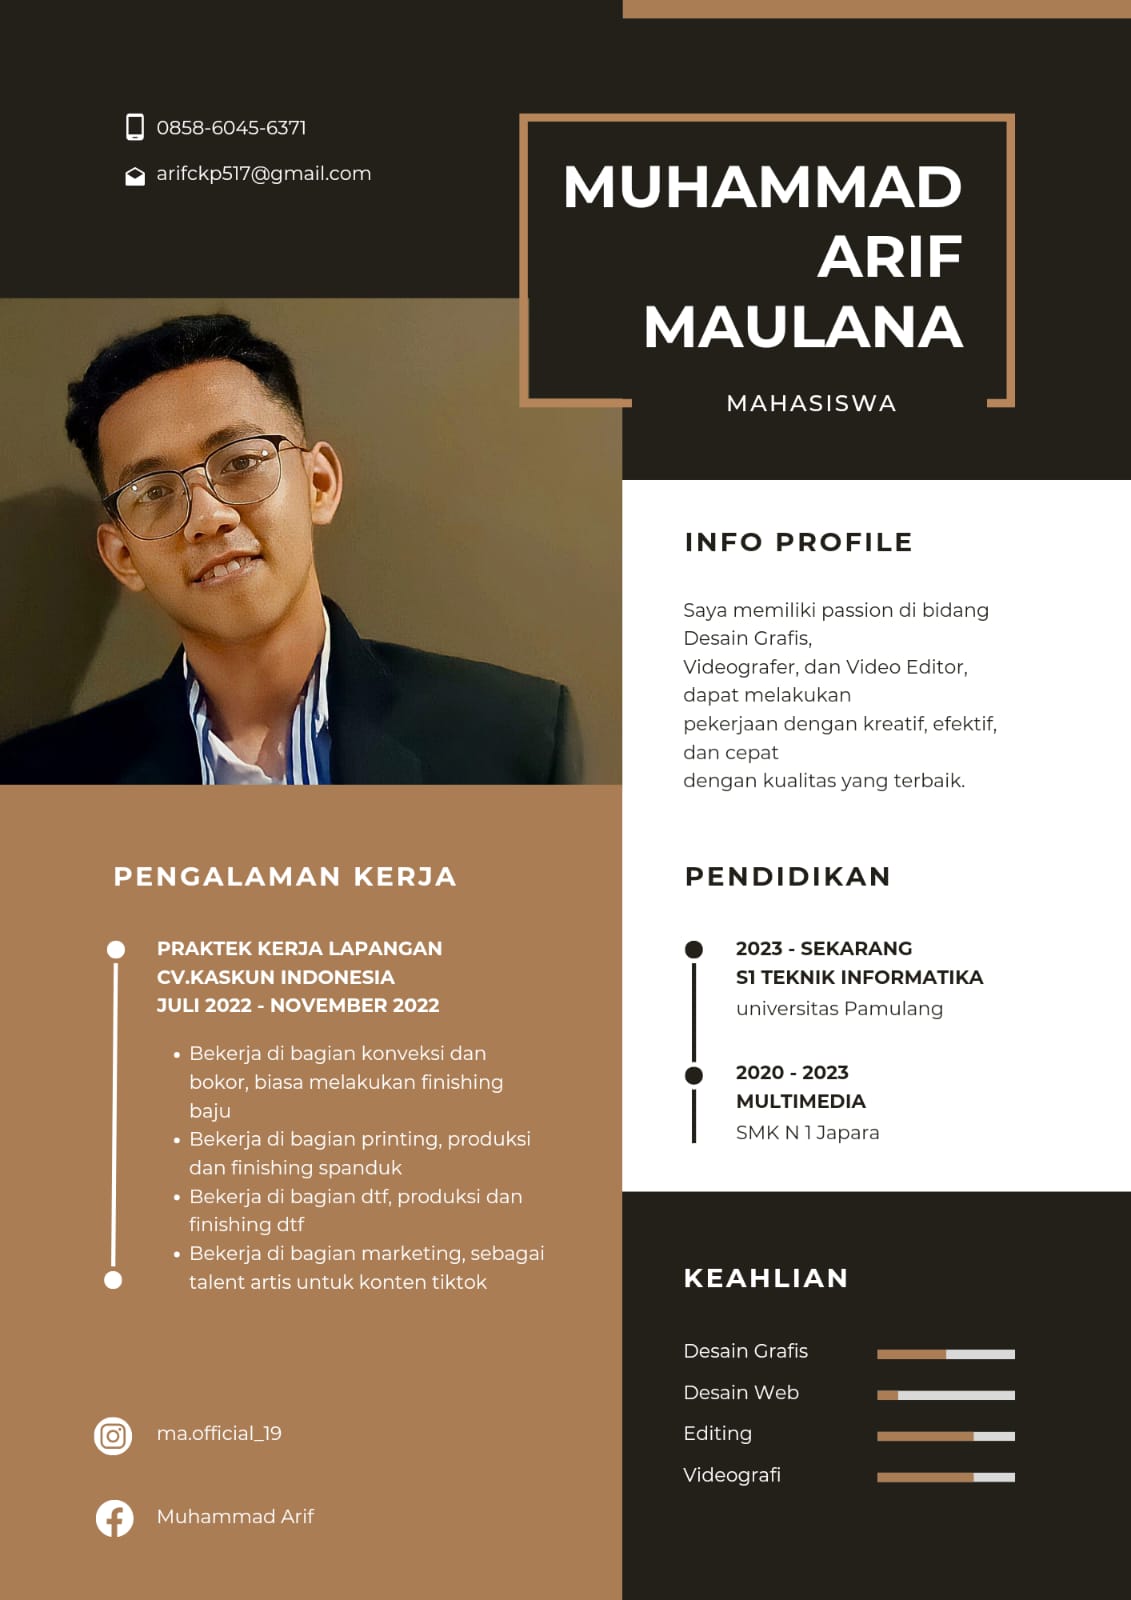 0858-6045-6371
arifckp517@gmail.com
MUHAMMAD
ARIF
MAULANA
MAHASISWA
INFO PROFILE
Saya memiliki passion di bidang
Desain Grafis,
Videografer, dan Video Editor,
dapat melakukan
pekerjaan dengan kreatif, efektif,
dan cepat
dengan kualitas yang terbaik.
PENGALAMAN KERJA
PRAKTEK KERJA LAPANGAN
CV.KASKUN INDONESIA
JULI 2022 - NOVEMBER 2022
• Bekerja di bagian konveksi dan
bokor, biasa melakukan finishing
baju
• Bekerja di bagian printing, produksi
dan finishing spanduk
• Bekerja di bagian dtf, produksi dan
finishing dtf
• Bekerja di bagian marketing, sebagai
talent artis untuk konten tiktok
ma.official_19
Muhammad Arif
PENDIDIKAN
2023 - SEKARANG
S1 TEKNIK INFORMATIKA
universitas Pamulang
2020 - 2023
MULTIMEDIA
SMK N 1 Japara
KEAHLIAN
Desain Grafis
Desain Web
Editing
Videografi